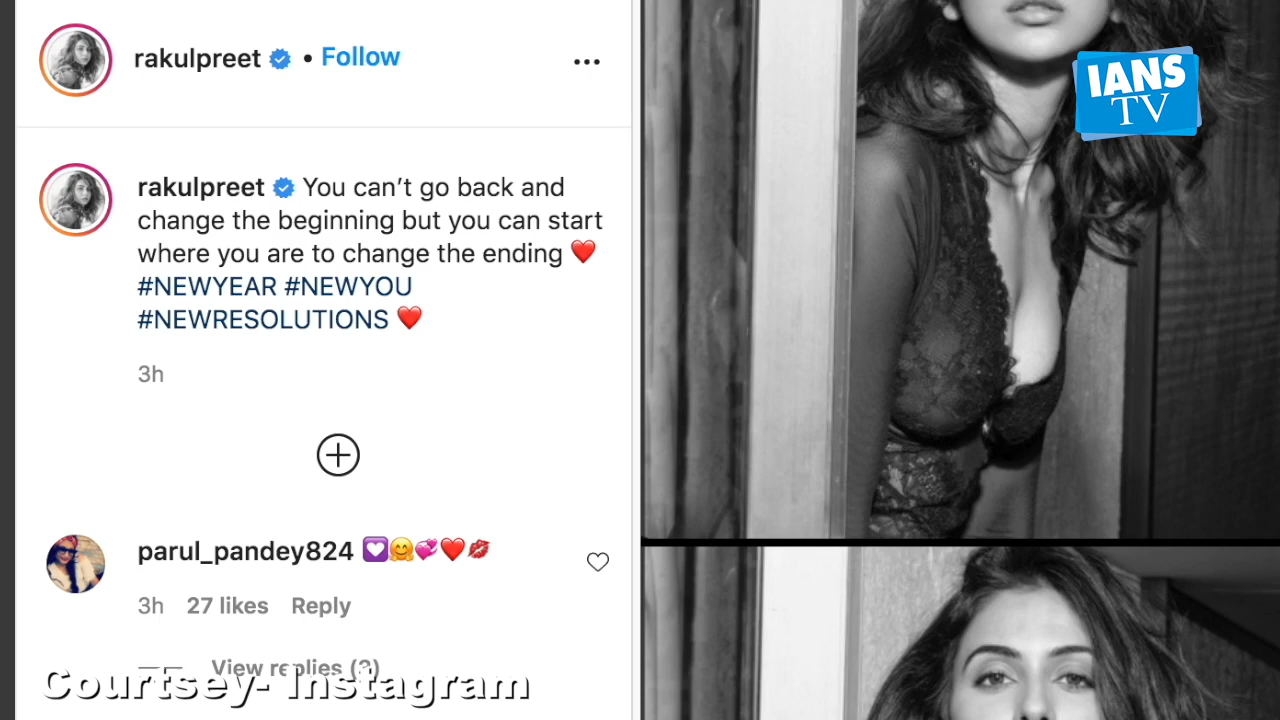 rakulpreet • Follow
IANS
TV
rakulpreet You can’t go back and
change the beginning but you can start
where you are to change the ending ❤️
#NEWYEAR #NEWYOU
#NEWRESOLUTIONS ❤️
3h
parul_pandey824 💟🤗💞❤️💋
3h 27 likes Reply
View replies (2)
Courtsey- Instagram